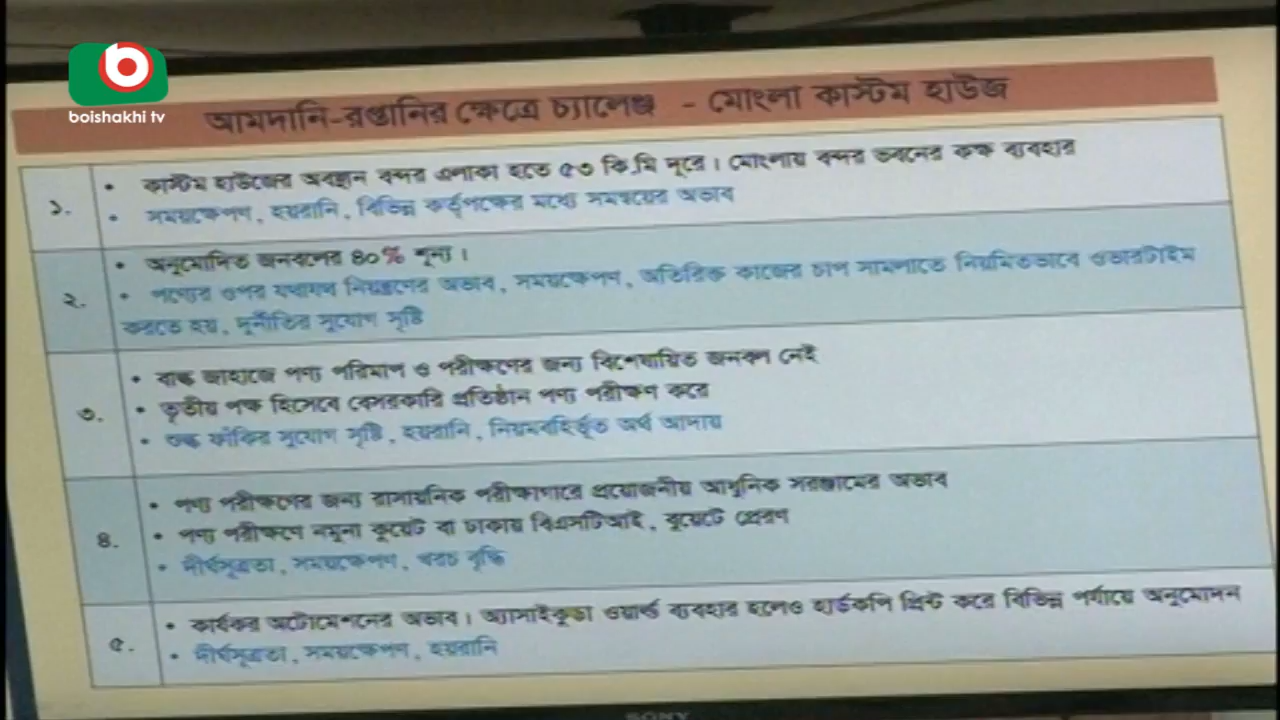 boishakhi tv
আমদানি-রপ্তানির ক্ষেত্রে চ্যালেঞ্জ - মোংলা কাস্টম হাউজ
১.
• কাস্টম হাউজের অবস্থান বন্দর এলাকা হতে ৫৩ কি.মি দূরে। মোংলায় বন্দর ভবনের কক্ষ ব্যবহার
• সময়ক্ষেপণ, হয়রানি, বিভিন্ন কর্তৃপক্ষের মধ্যে সমন্বয়ের অভাব
২.
• অনুমোদিত জনবলের ৪০% শূন্য।
• পণ্যের ওপর যথাযথ নিয়ন্ত্রণের অভাব, সময়ক্ষেপণ, অতিরিক্ত কাজের চাপ সামলাতে নিয়মিতভাবে ওভারটাইম
করতে হয়, দুর্নীতির সুযোগ সৃষ্টি
৩.
• বাল্ক জাহাজে পণ্য পরিমাপ ও পরীক্ষণের জন্য বিশেষায়িত জনবল নেই
• তৃতীয় পক্ষ হিসেবে বেসরকারি প্রতিষ্ঠান পণ্য পরীক্ষণ করে
• শুল্ক ফাঁকির সুযোগ সৃষ্টি, হয়রানি, নিয়মবহির্ভূত অর্থ আদায়
৪.
• পণ্য পরীক্ষণের জন্য রাসায়নিক পরীক্ষাগারে প্রয়োজনীয় আধুনিক সরঞ্জামের অভাব
• পণ্য পরীক্ষণে নমুনা কুয়েট বা ঢাকায় বিএসটিআই, বুয়েটে প্রেরণ
• দীর্ঘসূত্রতা, সময়ক্ষেপণ, খরচ বৃদ্ধি
৫.
• কার্যকর অটোমেশনের অভাব। অ্যাসাইকুডা ওয়ার্ল্ড ব্যবহার হলেও হার্ডকপি প্রিন্ট করে বিভিন্ন পর্যায়ে অনুমোদন
• দীর্ঘসূত্রতা, সময়ক্ষেপণ, হয়রানি
SONY